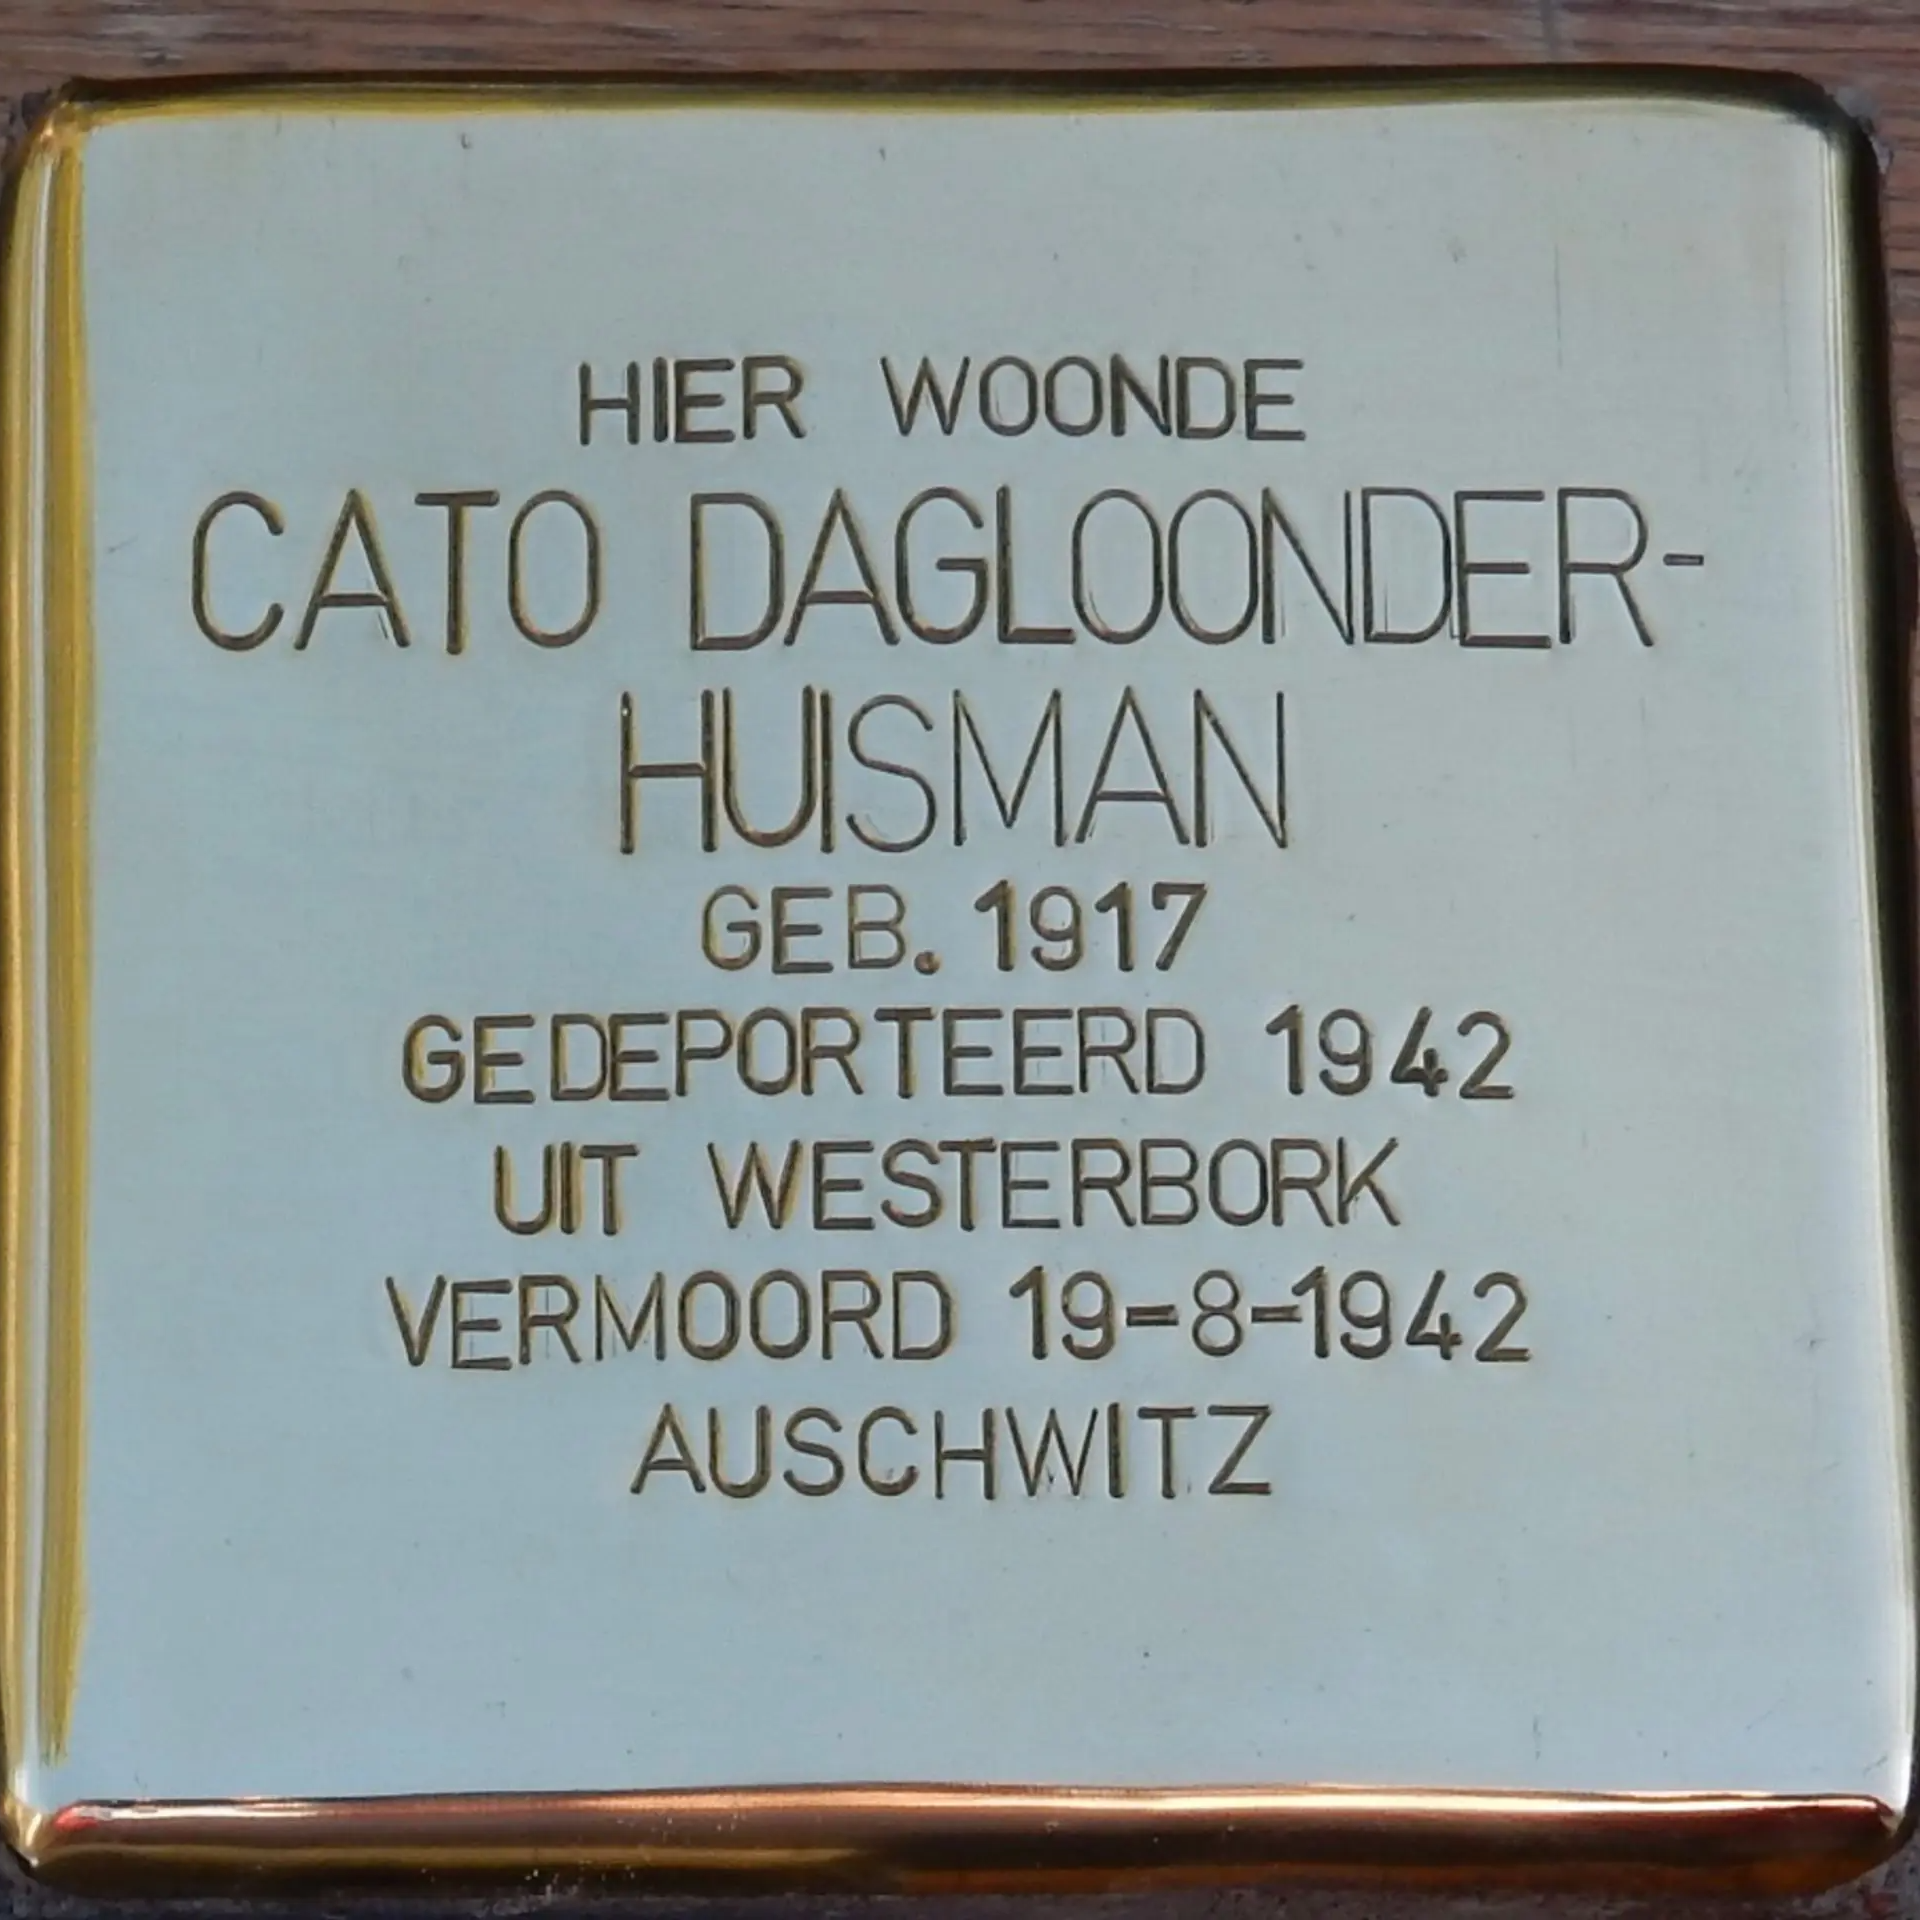 HIER WOONDE
CATO DAGLOONDER-
HUISMAN
GEB. 1917
GEDEPORTEERD 1942
UIT WESTERBORK
VERMOORD 19-8-1942
AUSCHWITZ